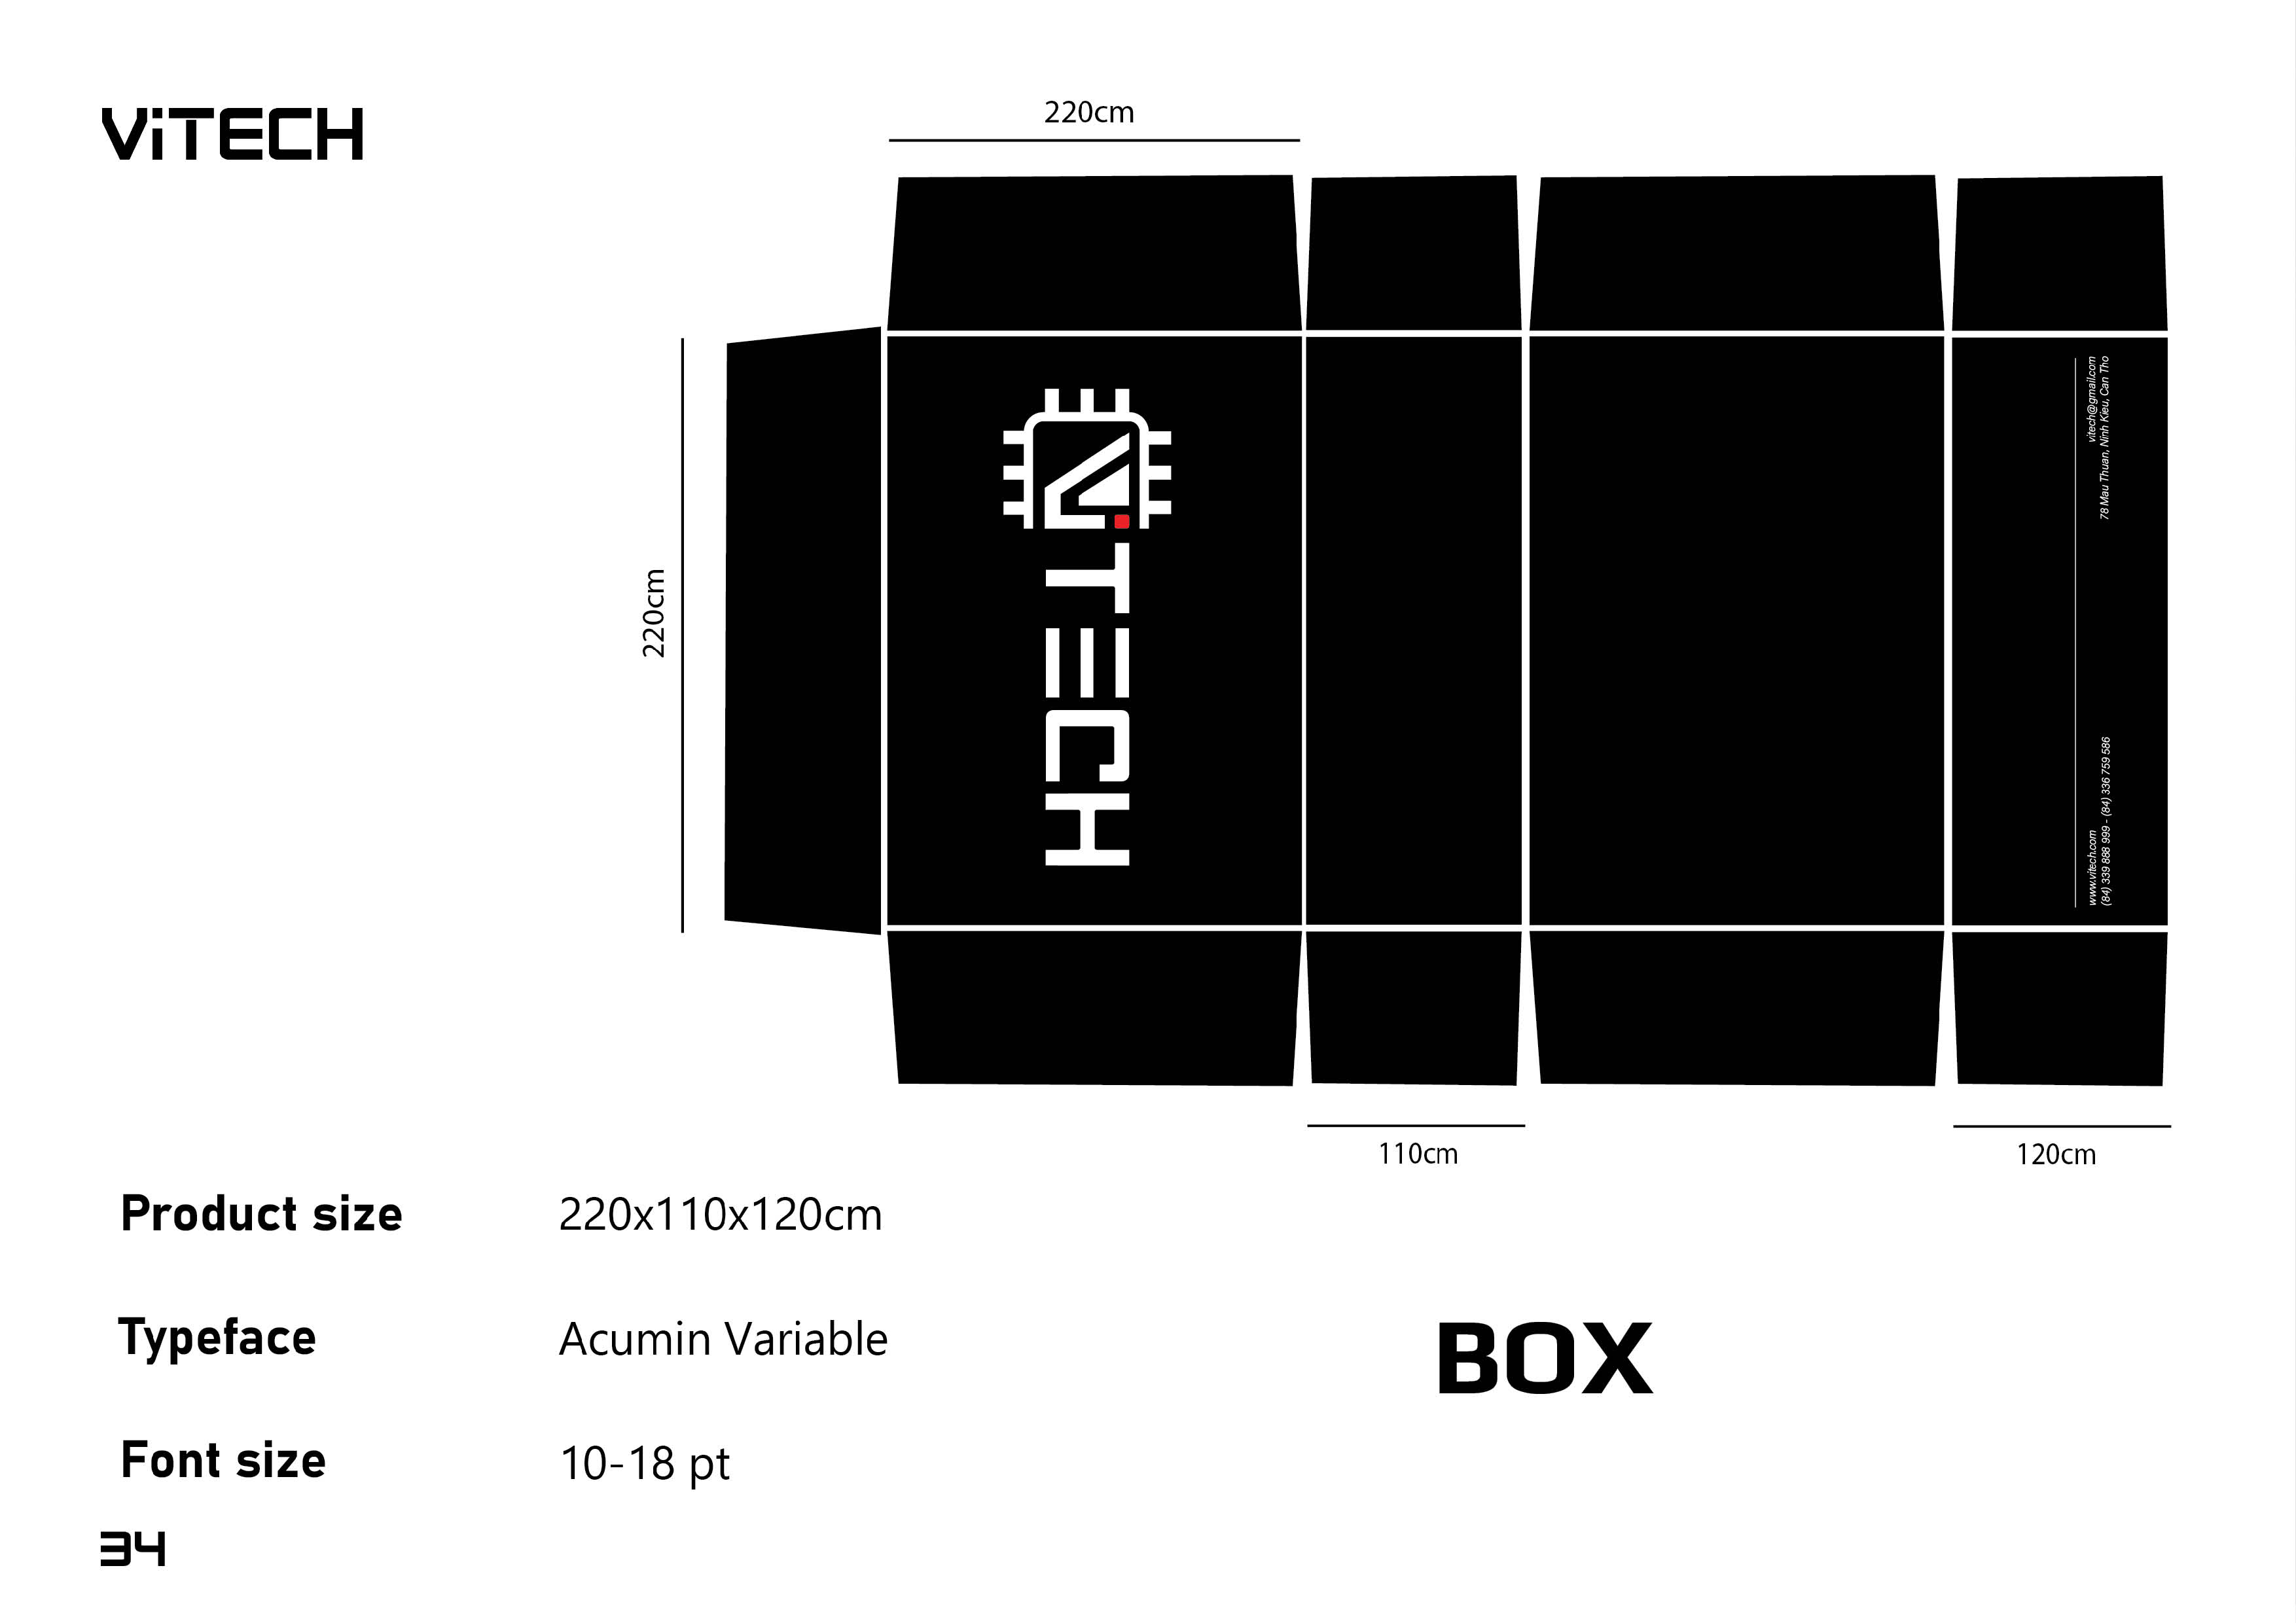 ViTECH
220cm
220cm
ViTECH
vitech@gmail.com
78 Mau Thuan, Ninh Kieu, Can Tho
www.vitech.com
(84) 339 888 999 - (84) 336 759 586
110cm
120cm
Product size 220x110x120cm
Typeface Acumin Variable
Font size 10-18 pt
BOX
34